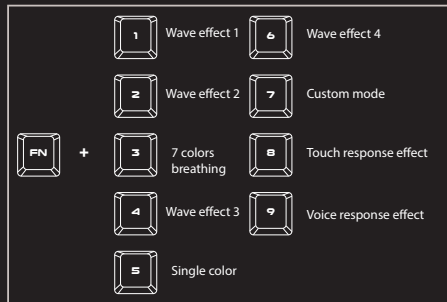 1 Wave effect 1
6 Wave effect 4
2 Wave effect 2
7 Custom mode
FN + 3 7 colors
breathing
8 Touch response effect
4 Wave effect 3
9 Voice response effect
5 Single color